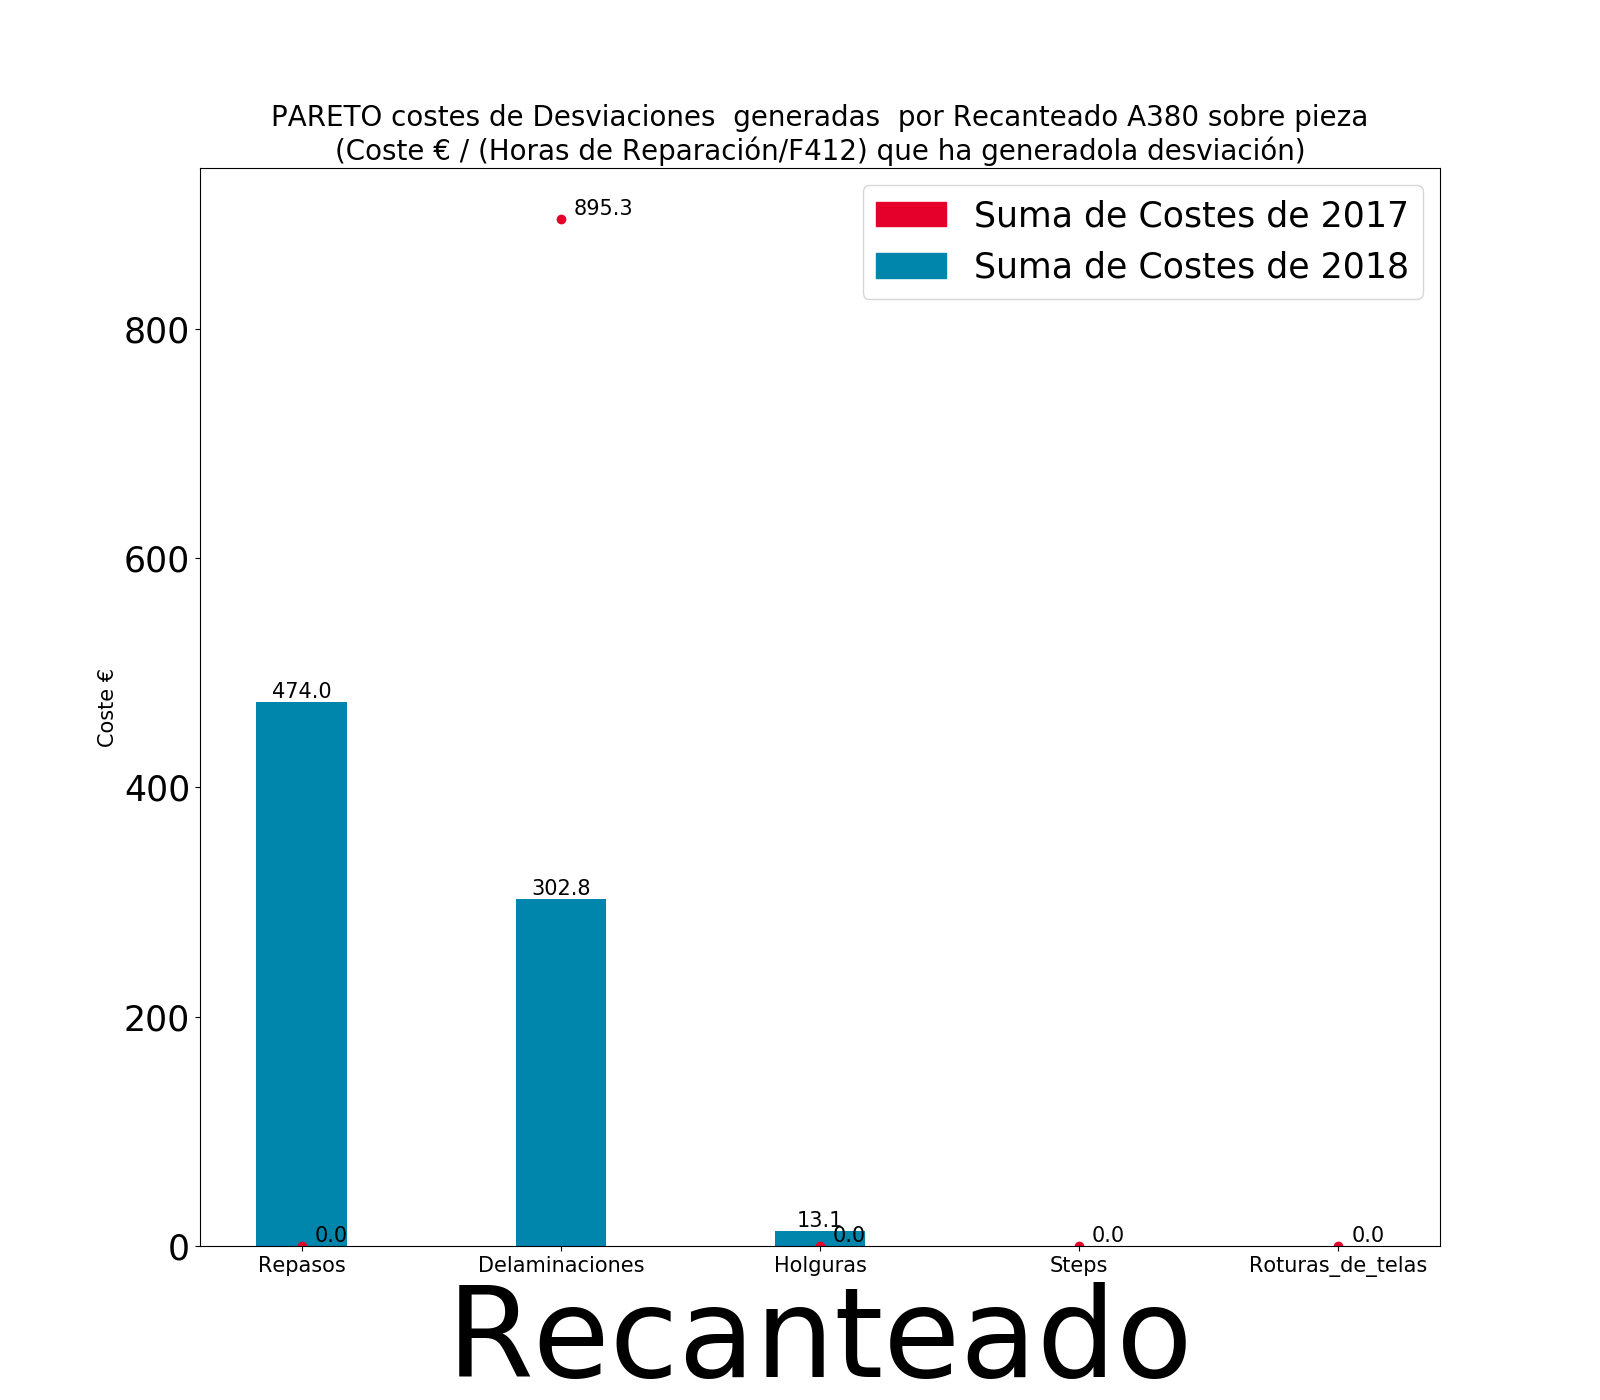 PARETO costes de Desviaciones  generadas  por Recanteado A380 sobre pieza
(Coste € / (Horas de Reparación/F412) que ha generadola desviación)
895.3
Suma de Costes de 2017
Suma de Costes de 2018
800
600
Coste €
474.0
400
302.8
200
13.1
0.0
0.0
0.0
0.0
0
Repasos
Delaminaciones
Holguras
Steps
Roturas_de_telas
Recanteado